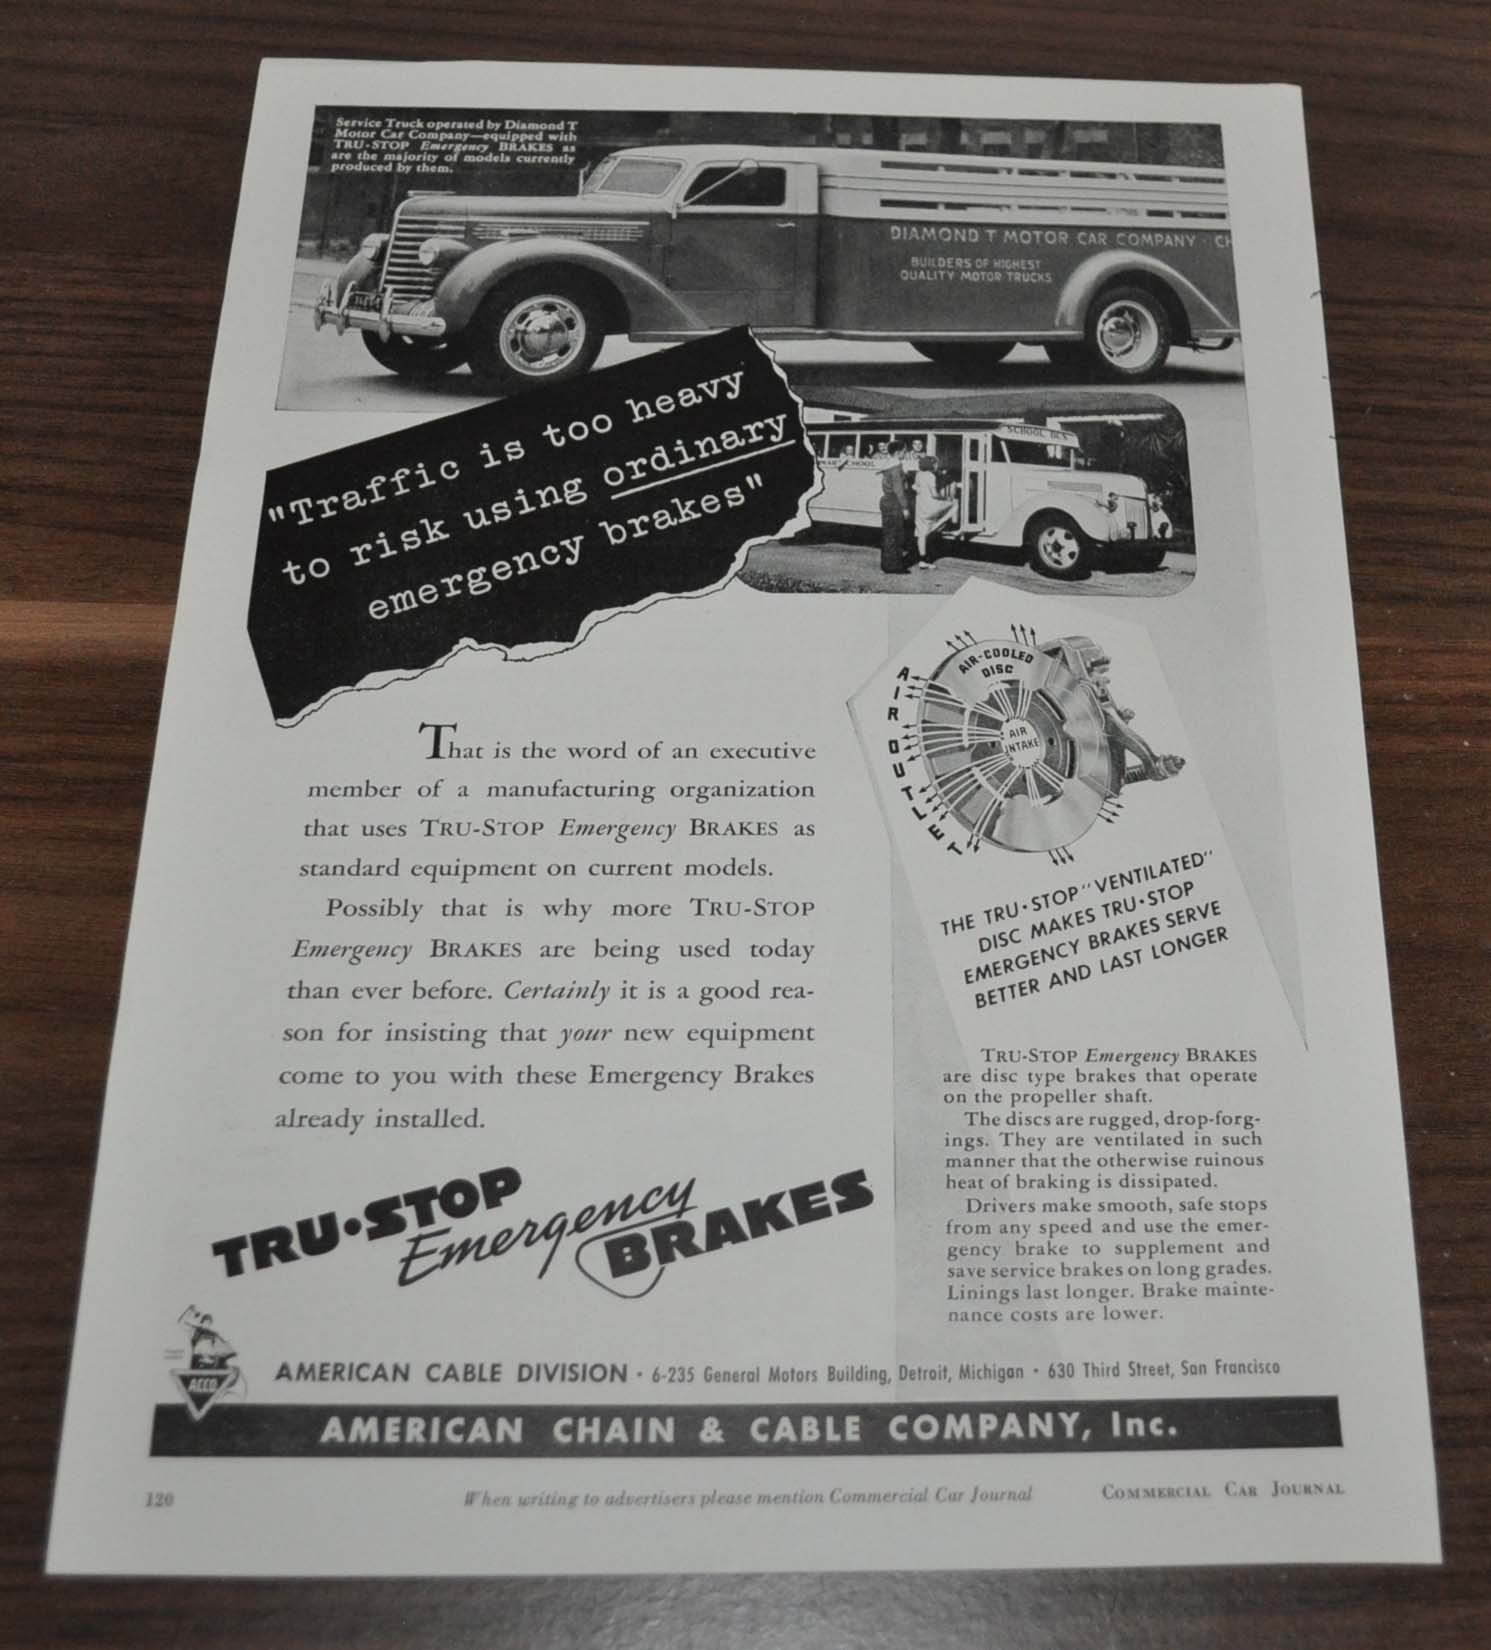 Service Truck operated by Diamond T
Motor Car Company—equipped with
TRU-STOP Emergency BRAKES as
are the majority of models currently
produced by them.
DIAMOND T MOTOR CAR COMPANY · CH
BUILDERS OF HIGHEST
QUALITY MOTOR TRUCKS
"Traffic is too heavy
to risk using ordinary
emergency brakes"
SCHOOL BUS
SCHOOL
AIR-COOLED
DISC
AIR
INTAKE
AIR OUTLET
THE TRU·STOP "VENTILATED"
DISC MAKES TRU·STOP
EMERGENCY BRAKES SERVE
BETTER AND LAST LONGER
That is the word of an executive
member of a manufacturing organization
that uses TRU-STOP Emergency BRAKES as
standard equipment on current models.
Possibly that is why more TRU-STOP
Emergency BRAKES are being used today
than ever before. Certainly it is a good rea-
son for insisting that your new equipment
come to you with these Emergency Brakes
already installed.
TRU-STOP Emergency BRAKES
are disc type brakes that operate
on the propeller shaft.
The discs are rugged, drop-forg-
ings. They are ventilated in such
manner that the otherwise ruinous
heat of braking is dissipated.
Drivers make smooth, safe stops
from any speed and use the emer-
gency brake to supplement and
save service brakes on long grades.
Linings last longer. Brake mainte-
nance costs are lower.
TRU·STOP
Emergency
BRAKES
ACCO
AMERICAN CABLE DIVISION · 6-235 General Motors Building, Detroit, Michigan · 630 Third Street, San Francisco
AMERICAN CHAIN & CABLE COMPANY, Inc.
120
When writing to advertisers please mention Commercial Car Journal
COMMERCIAL CAR JOURNAL